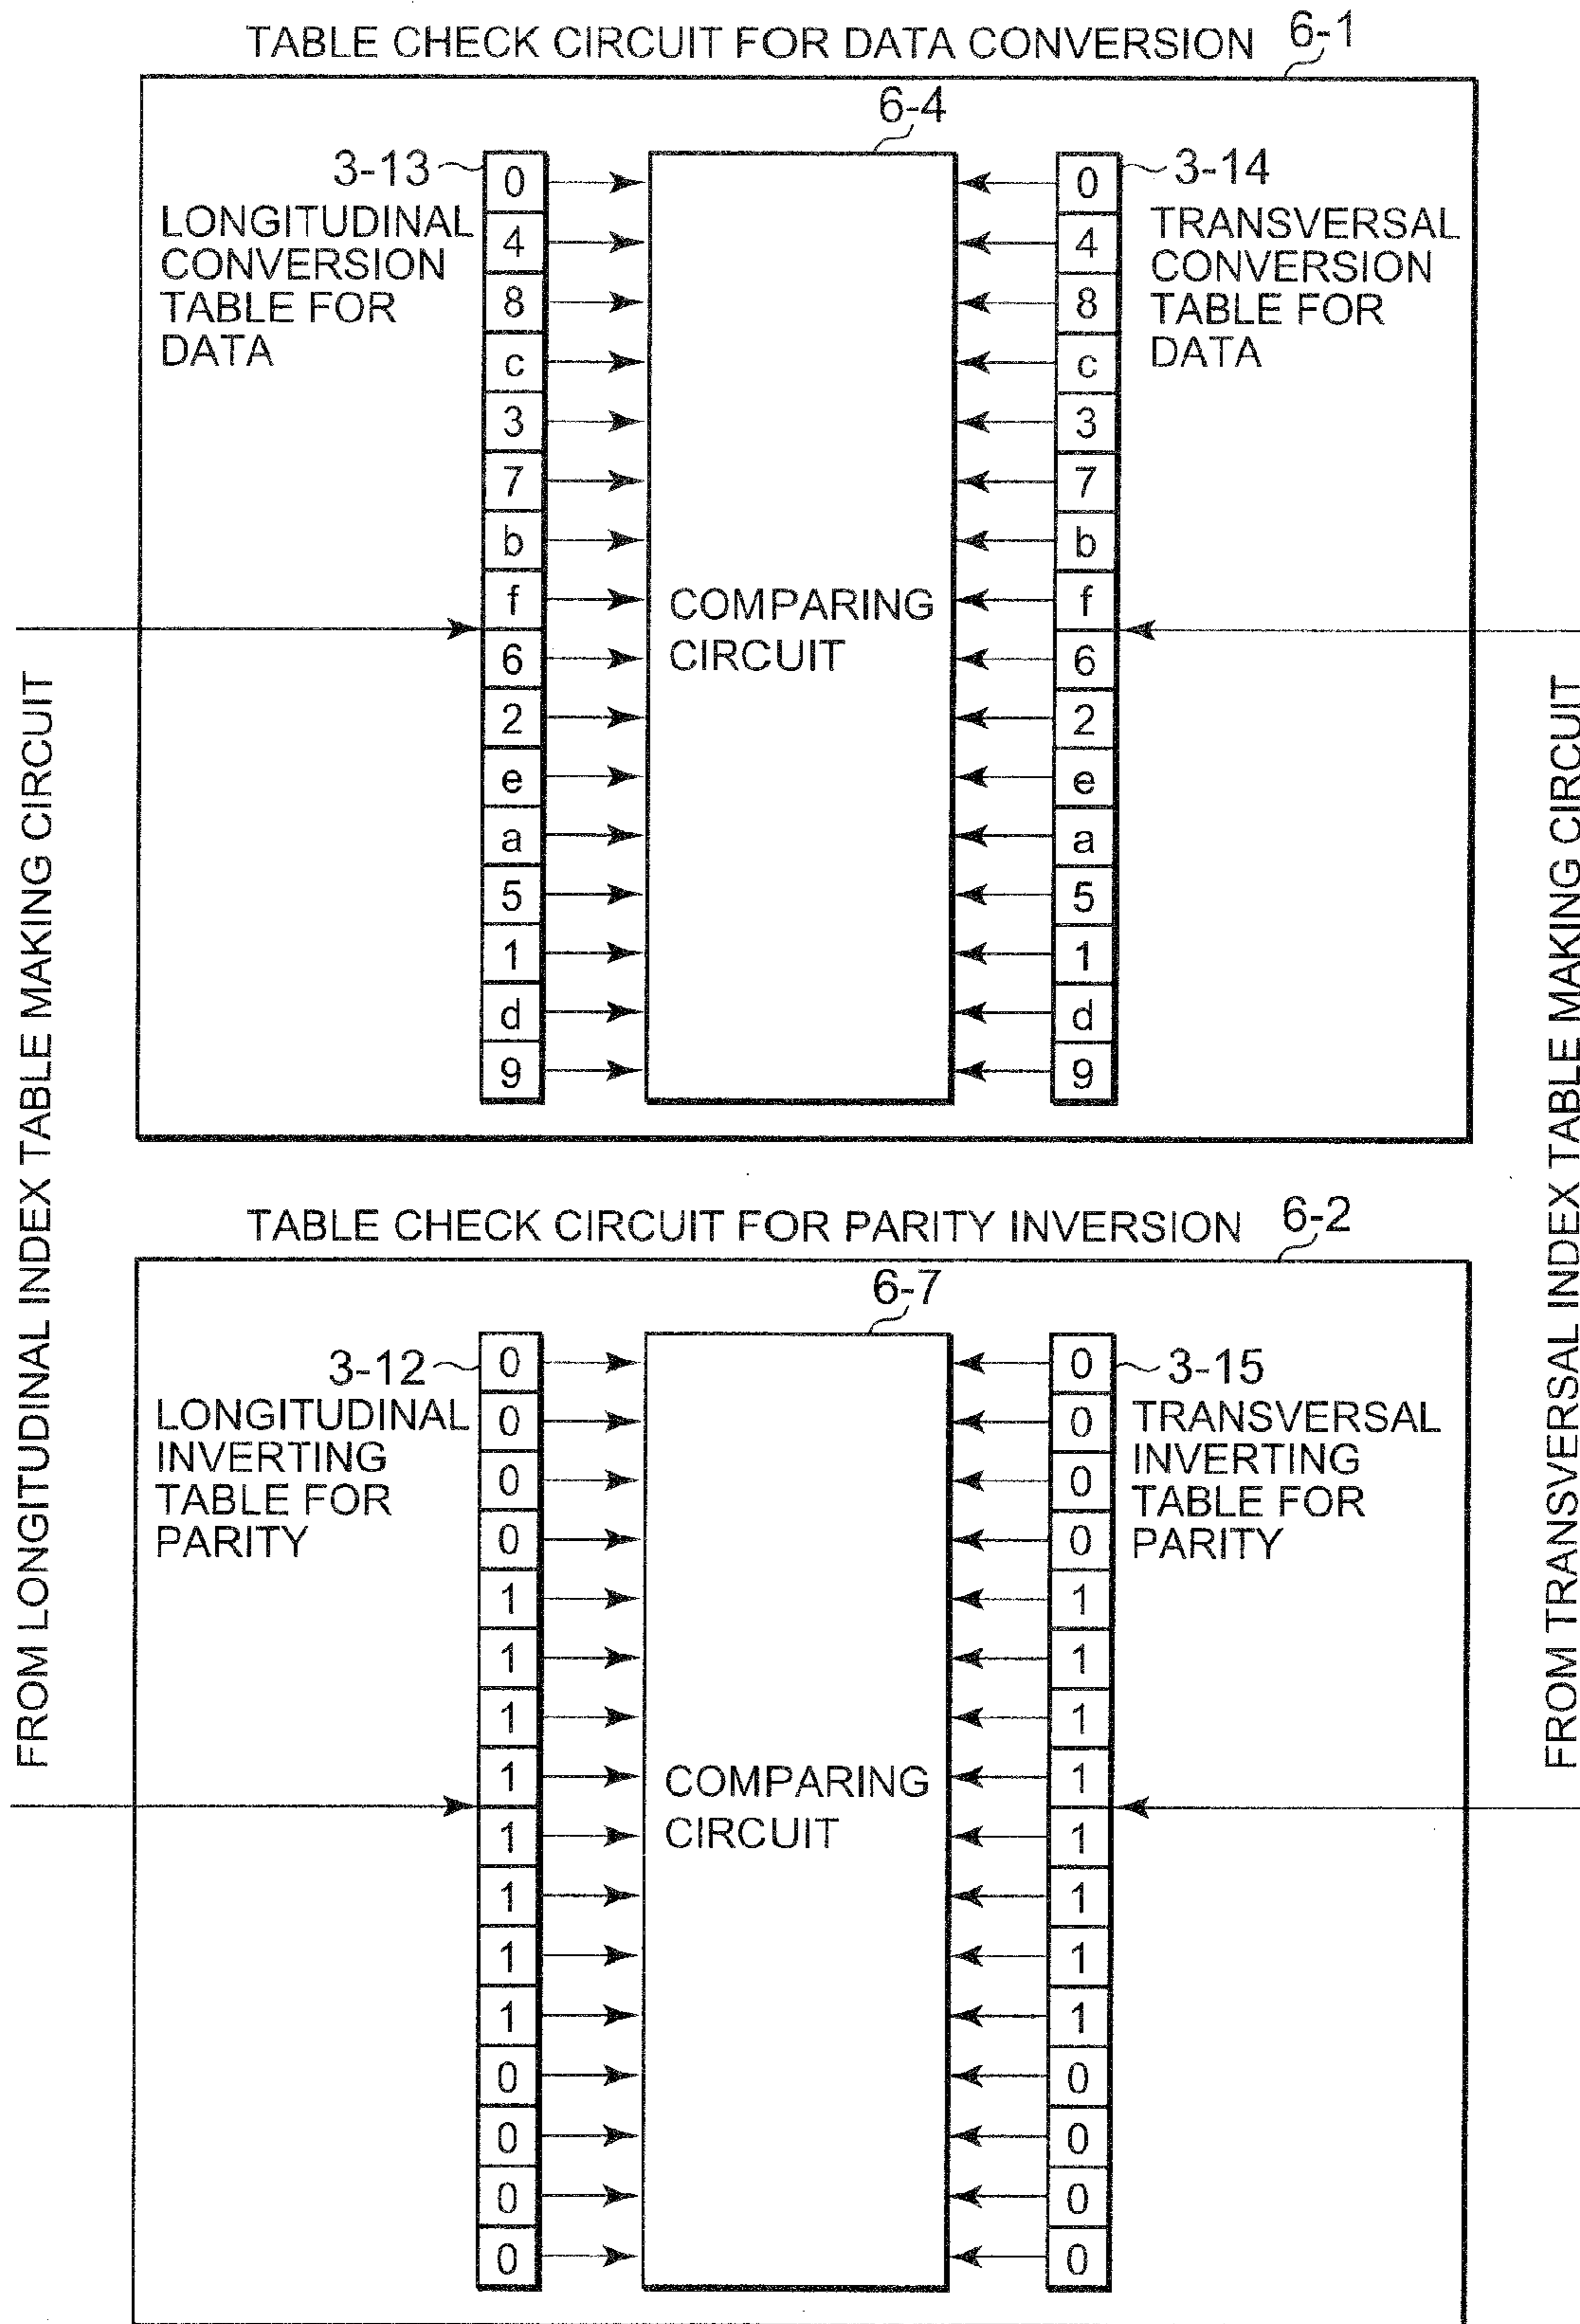 TABLE CHECK CIRCUIT FOR DATA CONVERSION 6-1
6-4
3-13
3-14
LONGITUDINAL
CONVERSION
TABLE FOR
DATA
TRANSVERSAL
CONVERSION
TABLE FOR
DATA
0 0
4 4
8 8
c c
3 3
7 7
b b
f f
6 6
2 2
e e
a a
5 5
1 1
d d
9 9
COMPARING
CIRCUIT
FROM LONGITUDINAL INDEX TABLE MAKING CIRCUIT
FROM TRANSVERSAL INDEX TABLE MAKING CIRCUIT
TABLE CHECK CIRCUIT FOR PARITY INVERSION 6-2
6-7
3-12
3-15
LONGITUDINAL
INVERTING
TABLE FOR
PARITY
TRANSVERSAL
INVERTING
TABLE FOR
PARITY
0 0
0 0
0 0
0 0
1 1
1 1
1 1
1 1
1 1
1 1
1 1
1 1
0 0
0 0
0 0
0 0
COMPARING
CIRCUIT